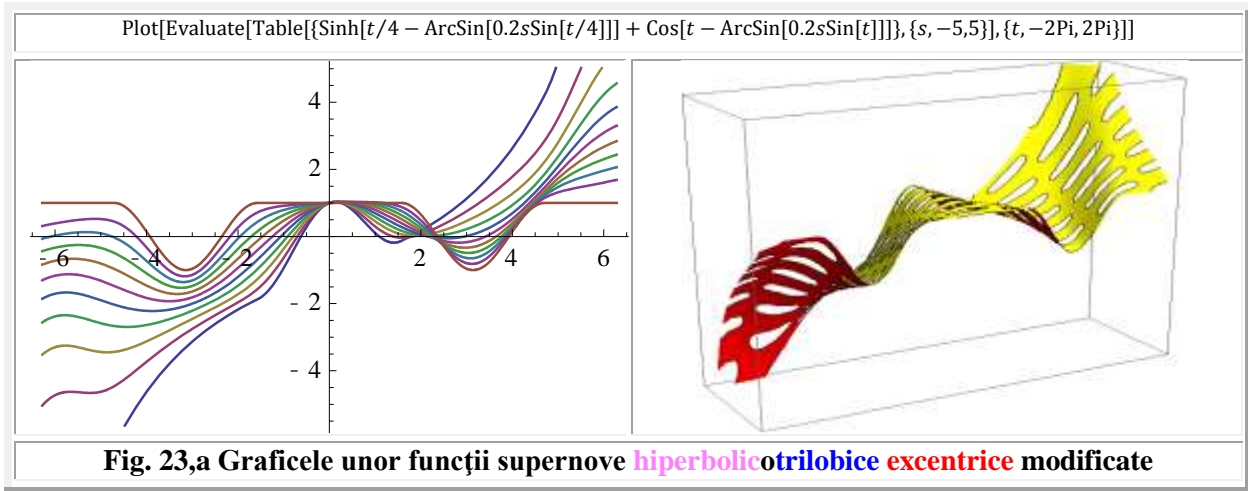 Plot[Evaluate[Table[{Sinh[t/4 − ArcSin[0.2sSin[t/4]]] + Cos[t − ArcSin[0.2sSin[t]]]}, {s, −5,5}], {t, −2Pi, 2Pi}]]
4
2
- 6 - 4 - 2 2 4 6
- 2
- 4
Fig. 23,a Graficele unor funcţii supernove hiperbolicotrilobice excentrice modificate